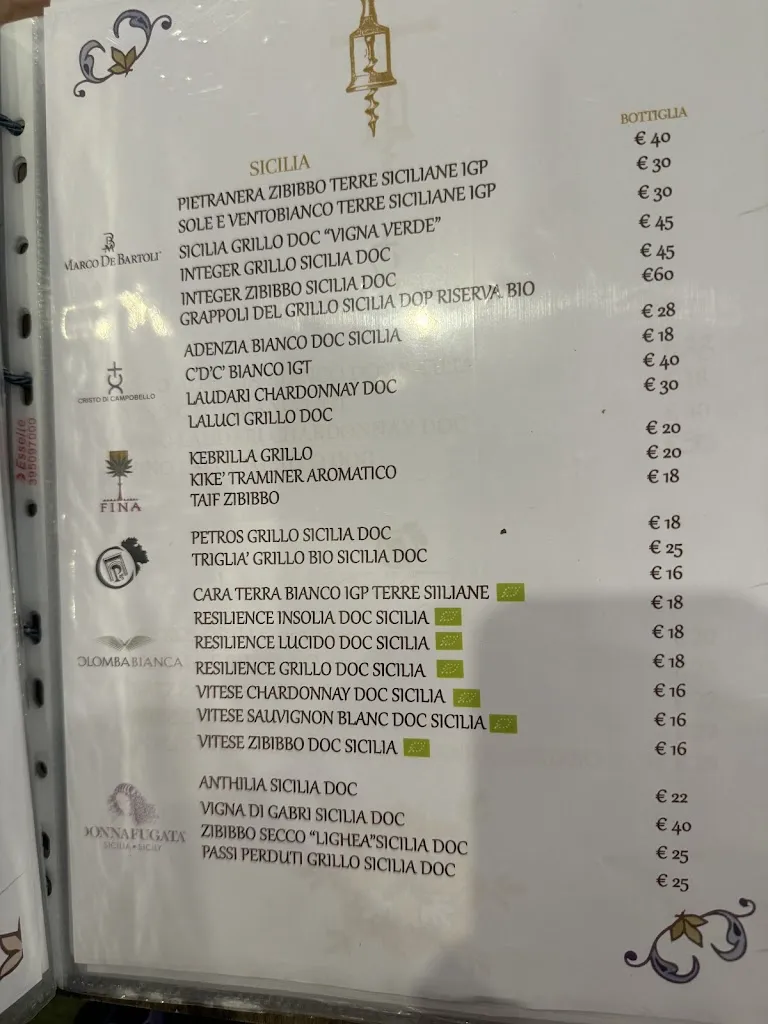 BOTTIGLIA
SICILIA
PIETRANERA ZIBIBBO TERRE SICILIANE IGP € 40
SOLE E VENTOBIANCO TERRE SICILIANE IGP € 30
SICILIA GRILLO DOC “VIGNA VERDE” € 30
MARCO DE BARTOLI
INTEGER GRILLO SICILIA DOC € 45
INTEGER ZIBIBBO SICILIA DOC € 45
GRAPPOLI DEL GRILLO SICILIA DOP RISERVA BIO €60
ADENZIA BIANCO DOC SICILIA € 28
C'D'C' BIANCO IGT € 18
CRISTO DI CAMPOBELLO
LAUDARI CHARDONNAY DOC € 40
LALUCI GRILLO DOC € 30
KEBRILLA GRILLO € 20
KIKE' TRAMINER AROMATICO € 20
TAIF ZIBIBBO € 18
FINA
PETROS GRILLO SICILIA DOC € 18
TRIGLIA' GRILLO BIO SICILIA DOC € 25
CARA TERRA BIANCO IGP TERRE SIILIANE € 16
RESILIENCE INSOLIA DOC SICILIA € 18
RESILIENCE LUCIDO DOC SICILIA € 18
OLOMBABIANCA
RESILIENCE GRILLO DOC SICILIA € 18
VITESE CHARDONNAY DOC SICILIA € 16
VITESE SAUVIGNON BLANC DOC SICILIA € 16
VITESE ZIBIBBO DOC SICILIA € 16
ANTHILIA SICILIA DOC € 22
VIGNA DI GABRI SICILIA DOC € 40
DONNAFUGATA
SICILIA • SICILY
ZIBIBBO SECCO “LIGHEA”SICILIA DOC € 25
PASSI PERDUTI GRILLO SICILIA DOC € 25
Esselte
395097000